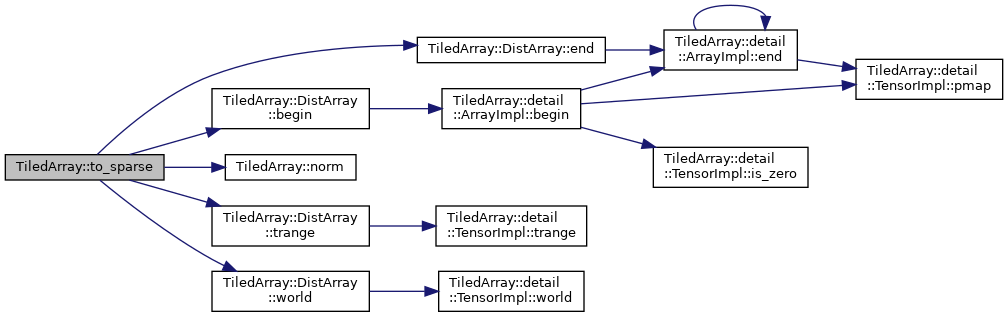 TiledArray::to_sparse
TiledArray::DistArray::end
TiledArray::DistArray
::begin
TiledArray::norm
TiledArray::DistArray
::trange
TiledArray::DistArray
::world
TiledArray::detail
::ArrayImpl::end
TiledArray::detail
::ArrayImpl::begin
TiledArray::detail
::TensorImpl::pmap
TiledArray::detail
::TensorImpl::is_zero
TiledArray::detail
::TensorImpl::trange
TiledArray::detail
::TensorImpl::world